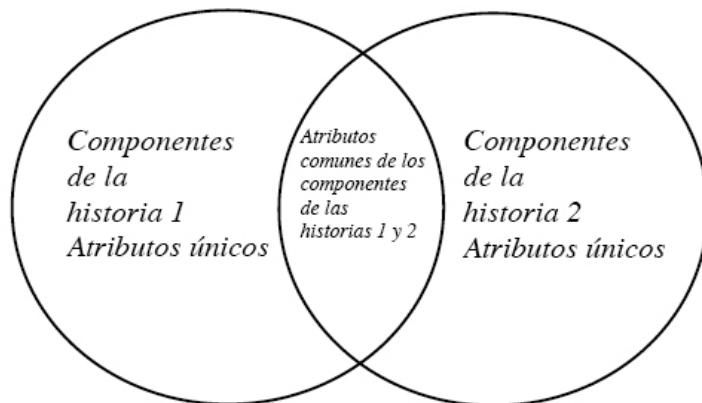 Componentes
de la
historia 1
Atributos únicos
Atributos
comunes de los
componentes
de las
historias 1 y 2
Componentes
de la
historia 2
Atributos únicos